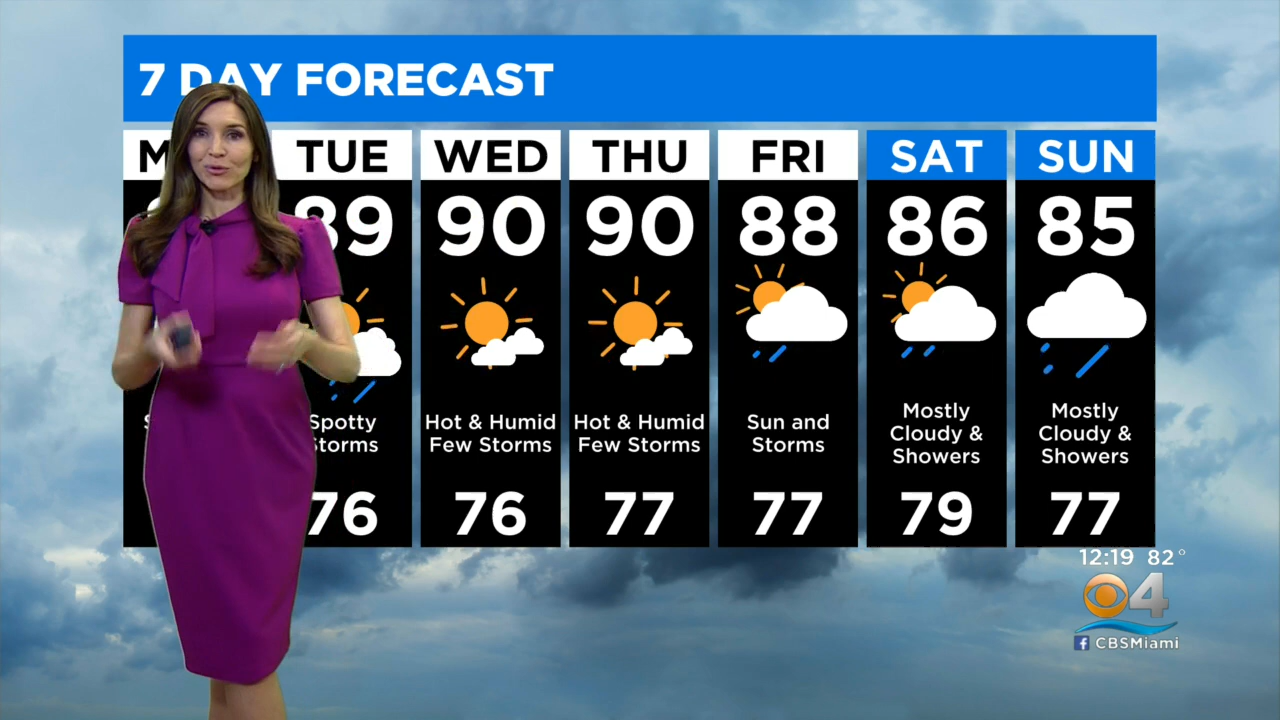 7 DAY FORECAST
TUE WED THU FRI SAT SUN
89 90 90 88 86 85
Spotty
Storms
Hot & Humid
Few Storms
Hot & Humid
Few Storms
Sun and
Storms
Mostly
Cloudy &
Showers
Mostly
Cloudy &
Showers
76 76 77 77 79 77
12:19 82°
4
CBSMiami